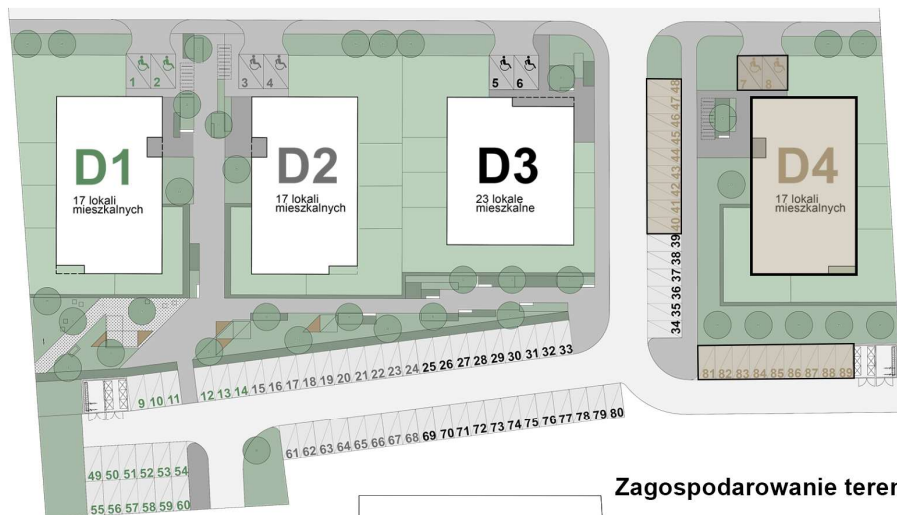 1 2
3 4
5 6
7 8
D1
17 lokali
mieszkalnych
D2
17 lokali
mieszkalnych
D3
23 lokale
mieszkalne
D4
17 lokali
mieszkalnych
48
47
46
45
44
43
42
41
40
39
38
37
36
35
34
9 10 11
12 13 14 15 16 17 18 19 20 21 22 23 24 25 26 27 28 29 30 31 32 33
81 82 83 84 85 86 87 88 89
61 62 63 64 65 66 67 68 69 70 71 72 73 74 75 76 77 78 79 80
49 50 51 52 53 54
55 56 57 58 59 60
Zagospodarowanie teren